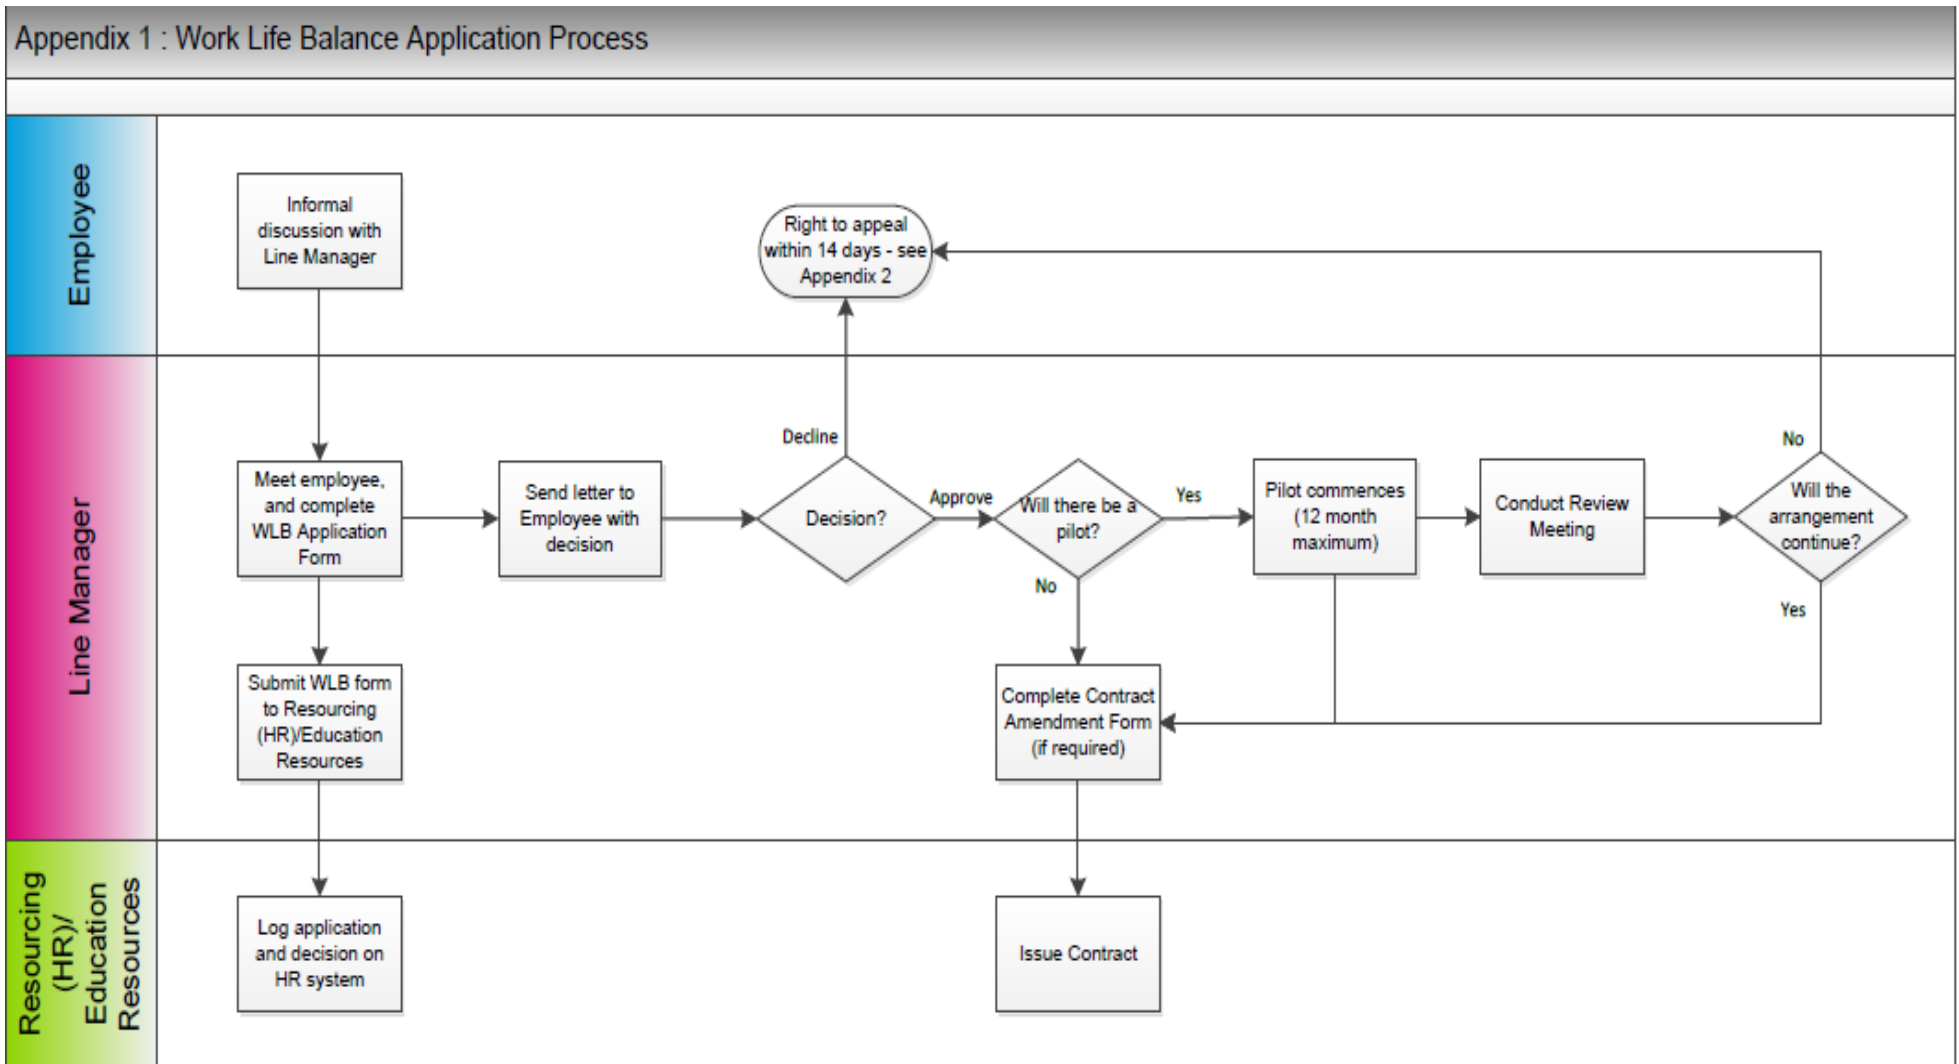 Appendix 1 : Work Life Balance Application Process
Employee
Informal
discussion with
Line Manager
Right to appeal
within 14 days - see
Appendix 2
Line Manager
Meet employee,
and complete
WLB Application
Form
Send letter to
Employee with
decision
Decline
Decision?
Approve
Will there be a
pilot?
Yes
No
Pilot commences
(12 month
maximum)
Conduct Review
Meeting
No
Will the
arrangement
continue?
Yes
Submit WLB form
to Resourcing
(HR)/Education
Resources
Complete Contract
Amendment Form
(if required)
Resourcing
(HR)/
Education
Resources
Log application
and decision on
HR system
Issue Contract